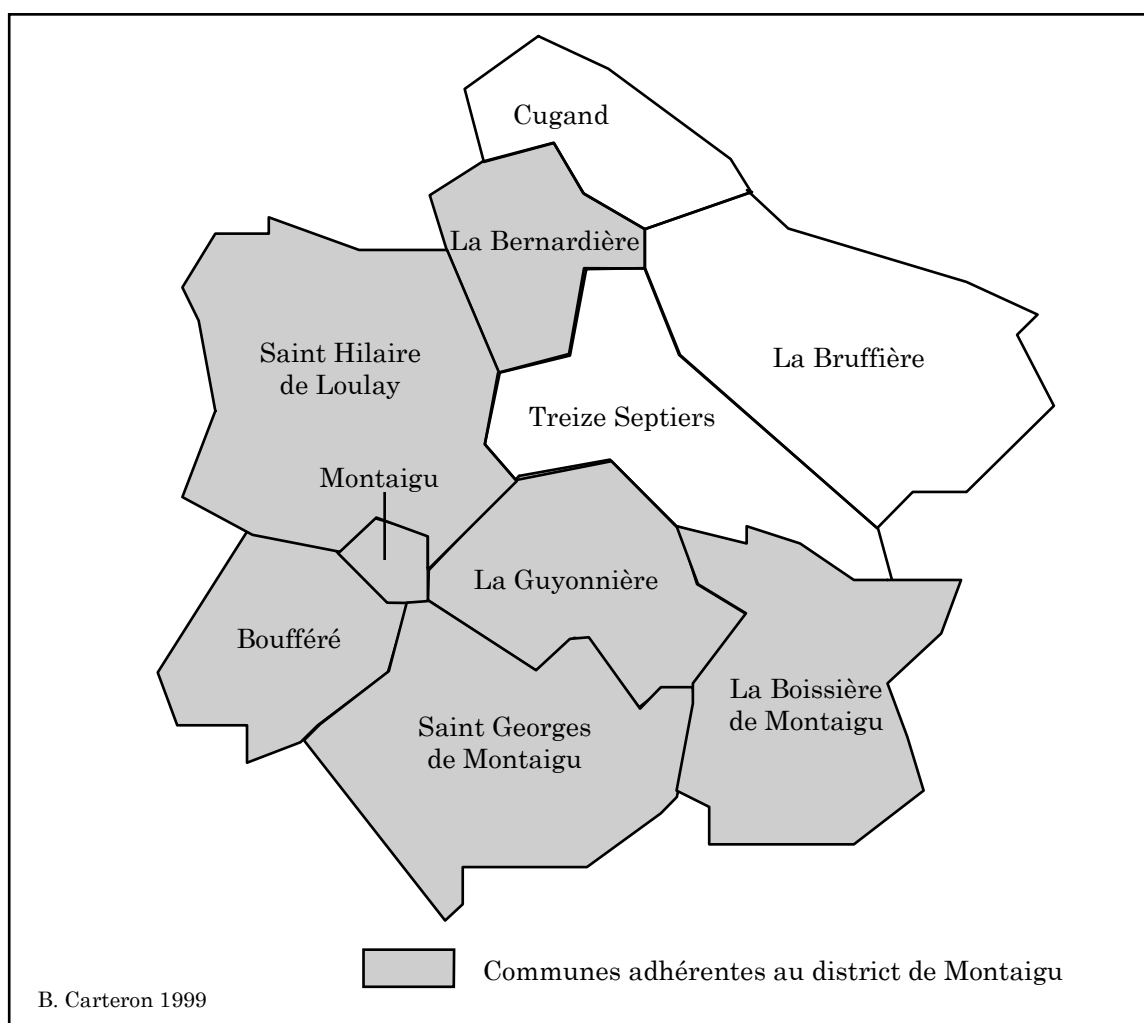 Cugand
La Bernardière
Saint Hilaire
de Loulay
La Bruffière
Treize Septiers
Montaigu
La Guyonnière
Boufféré
La Boissière
de Montaigu
Saint Georges
de Montaigu
Communes adhérentes au district de Montaigu
B. Carteron 1999